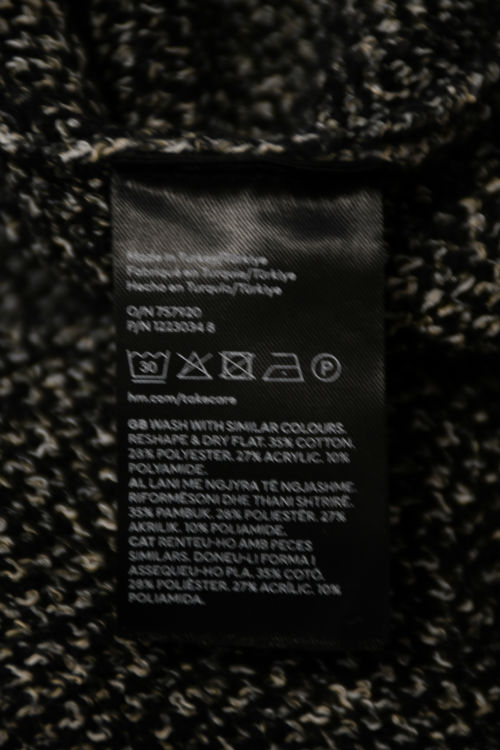 Made in Turkey/Türkiye
Fabriqué en Turquie/Türkiye
Hecho en Turquía/Türkiye
O/N 757920
P/N 1223034 8
30
P
hm.com/takecare
GB WASH WITH SIMILAR COLOURS.
RESHAPE & DRY FLAT. 35% COTTON.
28% POLYESTER. 27% ACRYLIC. 10%
POLYAMIDE.
AL LANI ME NGJYRA TË NGJASHME.
RIFORMËSONI DHE THANI SHTRIRË.
35% PAMBUK. 28% POLIESTËR. 27%
AKRILIK. 10% POLIAMIDE.
CAT RENTEU-HO AMB PECES
SIMILARS. DONEU-LI FORMA I
ASSEQUEU-HO PLA. 35% COTÓ.
28% POLIÈSTER. 27% ACRÍLIC. 10%
POLIAMIDA.